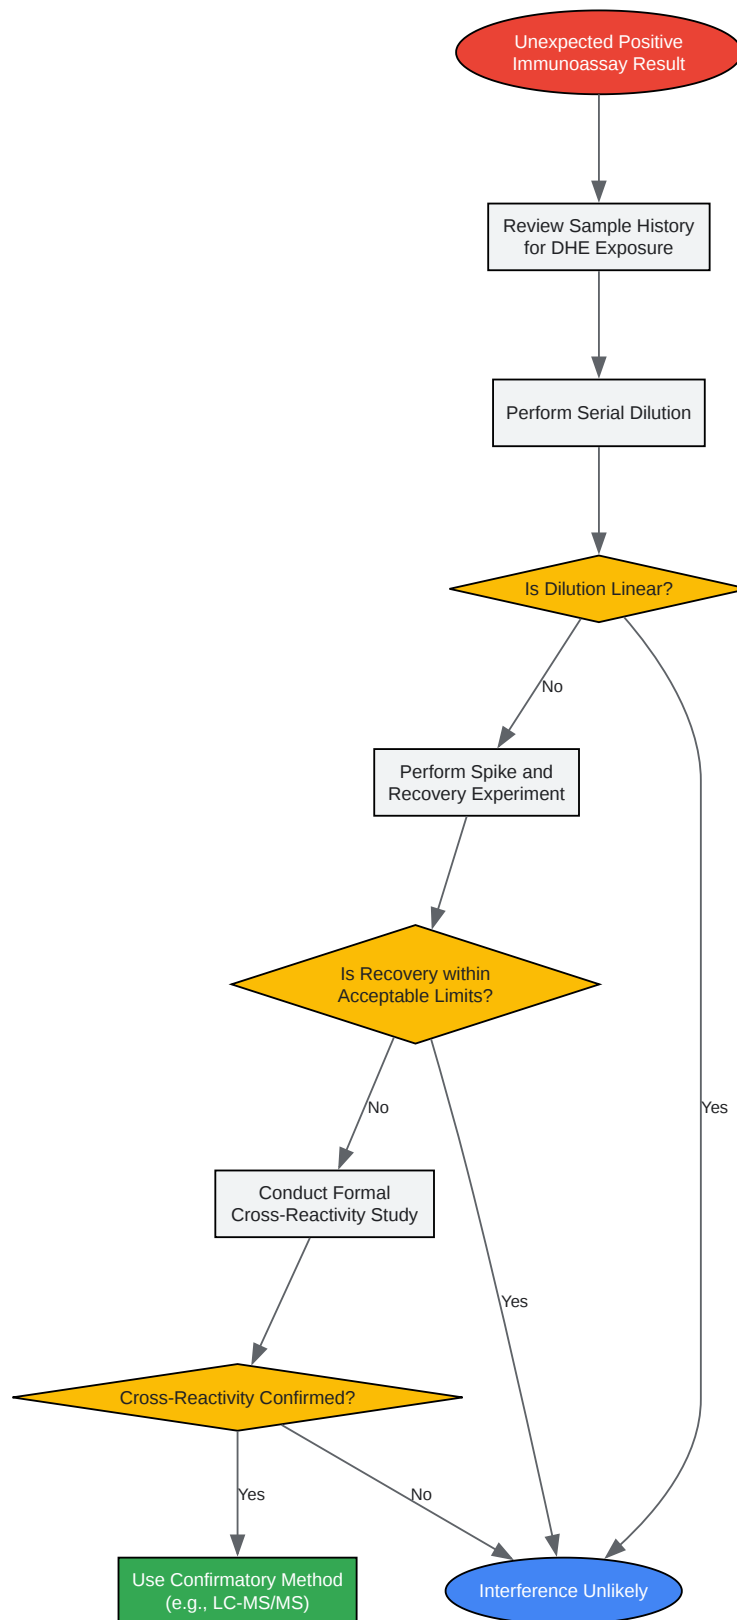 Unexpected Positive
Immunoassay Result
Review Sample History
for DHE Exposure
Perform Serial Dilution
Is Dilution Linear?
No
Perform Spike and
Recovery Experiment
Is Recovery within
Acceptable Limits?
No
Yes
Conduct Formal
Cross-Reactivity Study
Yes
Cross-Reactivity Confirmed?
Yes
No
Use Confirmatory Method
(e.g., LC-MS/MS)
Interference Unlikely